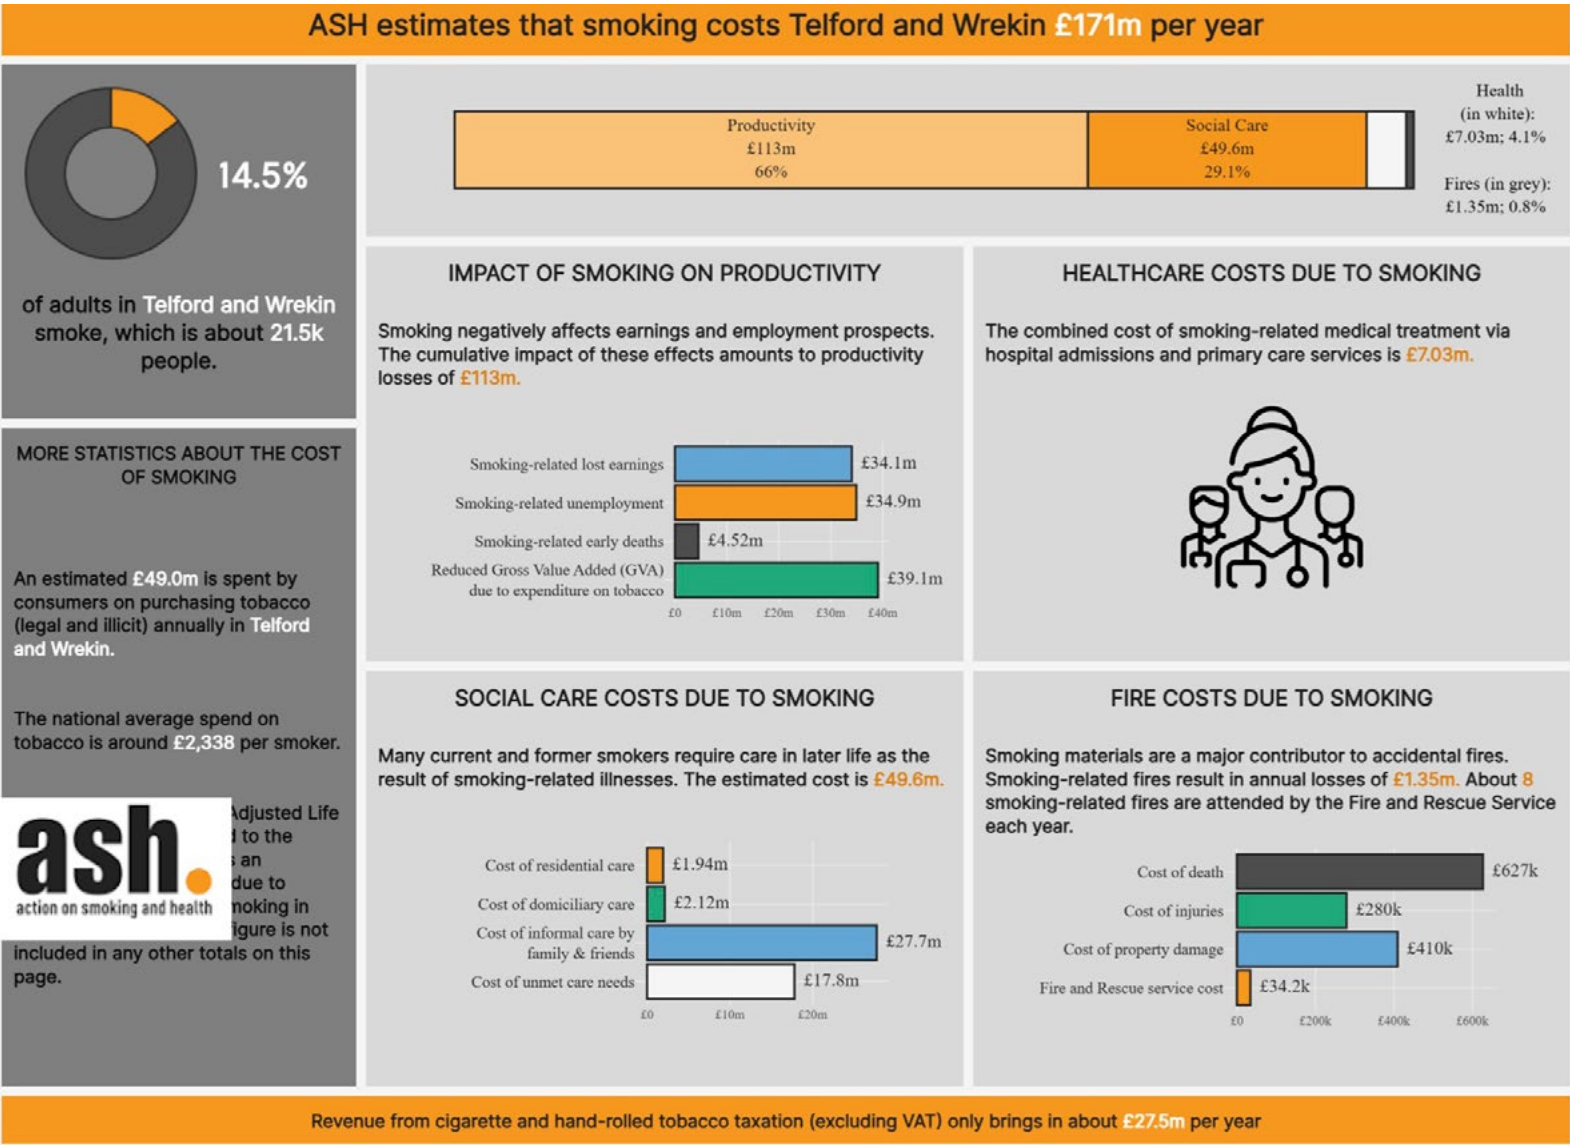 ASH estimates that smoking costs Telford and Wrekin £171m per year
14.5%
of adults in Telford and Wrekin
smoke, which is about 21.5k
people.
MORE STATISTICS ABOUT THE COST
OF SMOKING
An estimated £49.0m is spent by
consumers on purchasing tobacco
(legal and illicit) annually in Telford
and Wrekin.
The national average spend on
tobacco is around £2,338 per smoker.
Adjusted Life
to the
an
due to
smoking in
figure is not
included in any other totals on this
page.
ash.
action on smoking and health
Productivity
£113m
66%
Social Care
£49.6m
29.1%
Health
(in white):
£7.03m; 4.1%
Fires (in grey):
£1.35m; 0.8%
IMPACT OF SMOKING ON PRODUCTIVITY
Smoking negatively affects earnings and employment prospects.
The cumulative impact of these effects amounts to productivity
losses of £113m.
Smoking-related lost earnings £34.1m
Smoking-related unemployment £34.9m
Smoking-related early deaths £4.52m
Reduced Gross Value Added (GVA)
due to expenditure on tobacco £39.1m
£0 £10m £20m £30m £40m
HEALTHCARE COSTS DUE TO SMOKING
The combined cost of smoking-related medical treatment via
hospital admissions and primary care services is £7.03m.
SOCIAL CARE COSTS DUE TO SMOKING
Many current and former smokers require care in later life as the
result of smoking-related illnesses. The estimated cost is £49.6m.
Cost of residential care £1.94m
Cost of domiciliary care £2.12m
Cost of informal care by
family & friends £27.7m
Cost of unmet care needs £17.8m
£0 £10m £20m
FIRE COSTS DUE TO SMOKING
Smoking materials are a major contributor to accidental fires.
Smoking-related fires result in annual losses of £1.35m. About 8
smoking-related fires are attended by the Fire and Rescue Service
each year.
Cost of death £627k
Cost of injuries £280k
Cost of property damage £410k
Fire and Rescue service cost £34.2k
£0 £200k £400k £600k
Revenue from cigarette and hand-rolled tobacco taxation (excluding VAT) only brings in about £27.5m per year